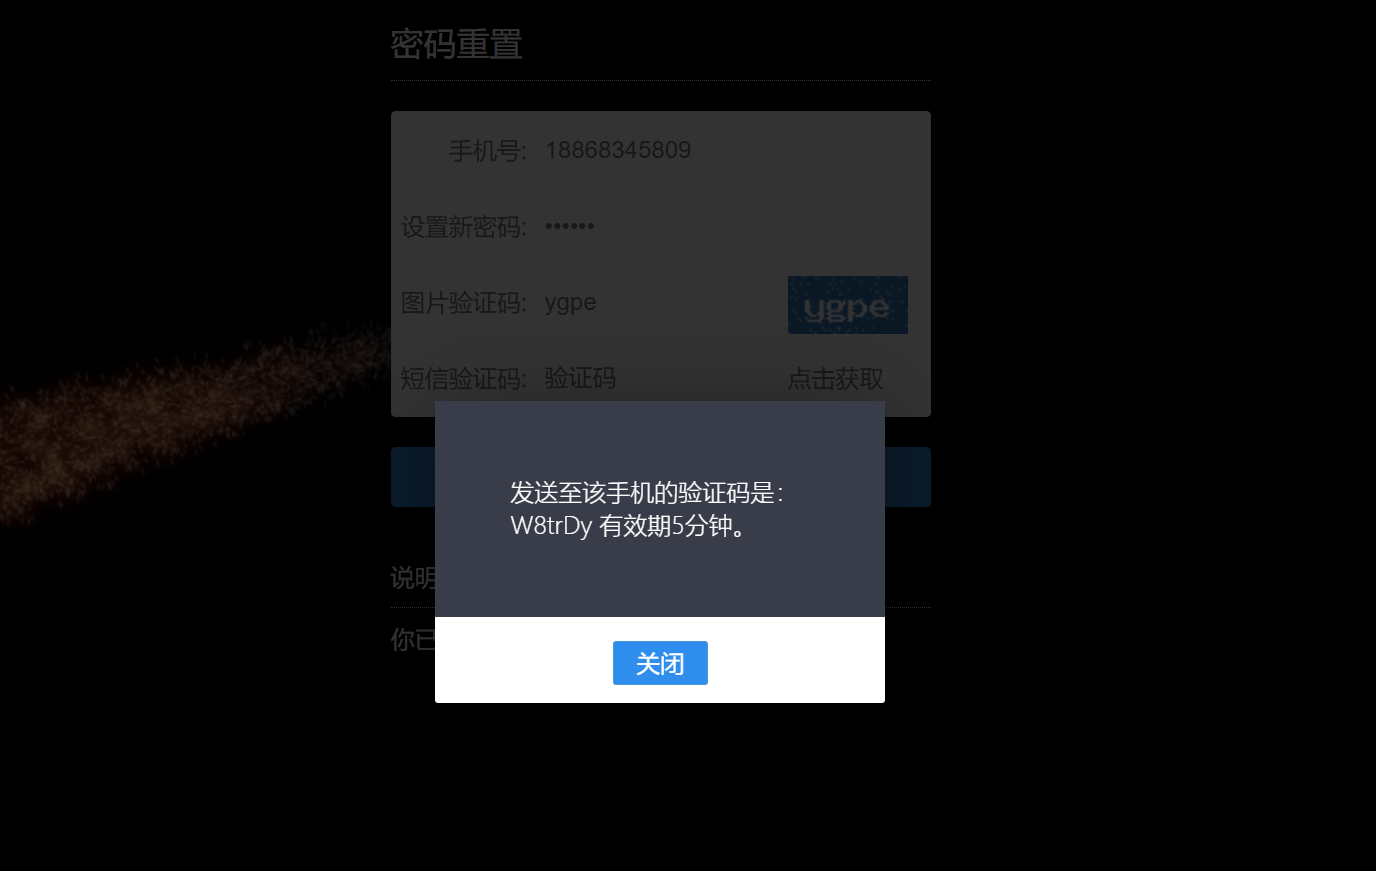 密码重置
手机号: 18868345809
设置新密码: ••••••
图片验证码: ygpe ygpe
短信验证码: 验证码 点击获取
发送至该手机的验证码是：
W8trDy 有效期5分钟。
说明
你已
关闭